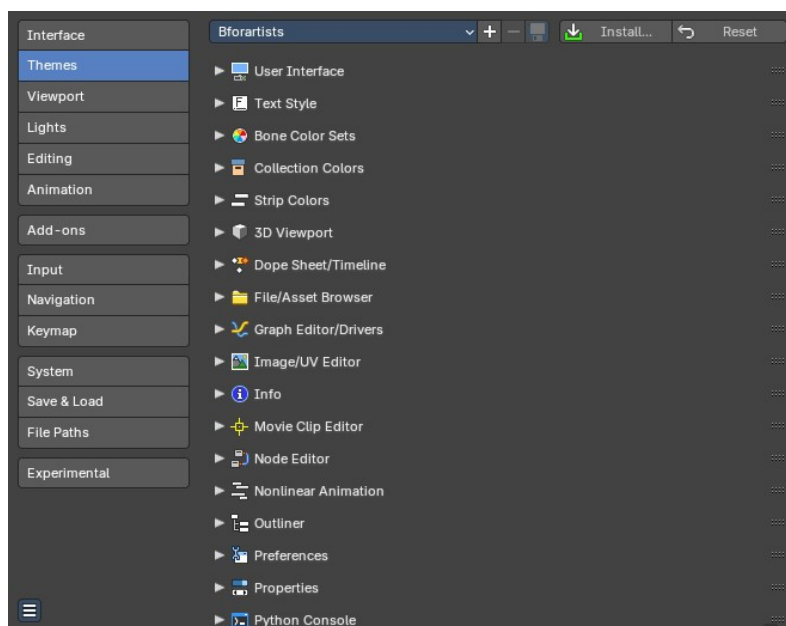 Interface
Themes
Viewport
Lights
Editing
Animation
Add-ons
Input
Navigation
Keymap
System
Save & Load
File Paths
Experimental
Bforartists
Install...
Reset
User Interface
Text Style
Bone Color Sets
Collection Colors
Strip Colors
3D Viewport
Dope Sheet/Timeline
File/Asset Browser
Graph Editor/Drivers
Image/UV Editor
Info
Movie Clip Editor
Node Editor
Nonlinear Animation
Outliner
Preferences
Properties
Python Console